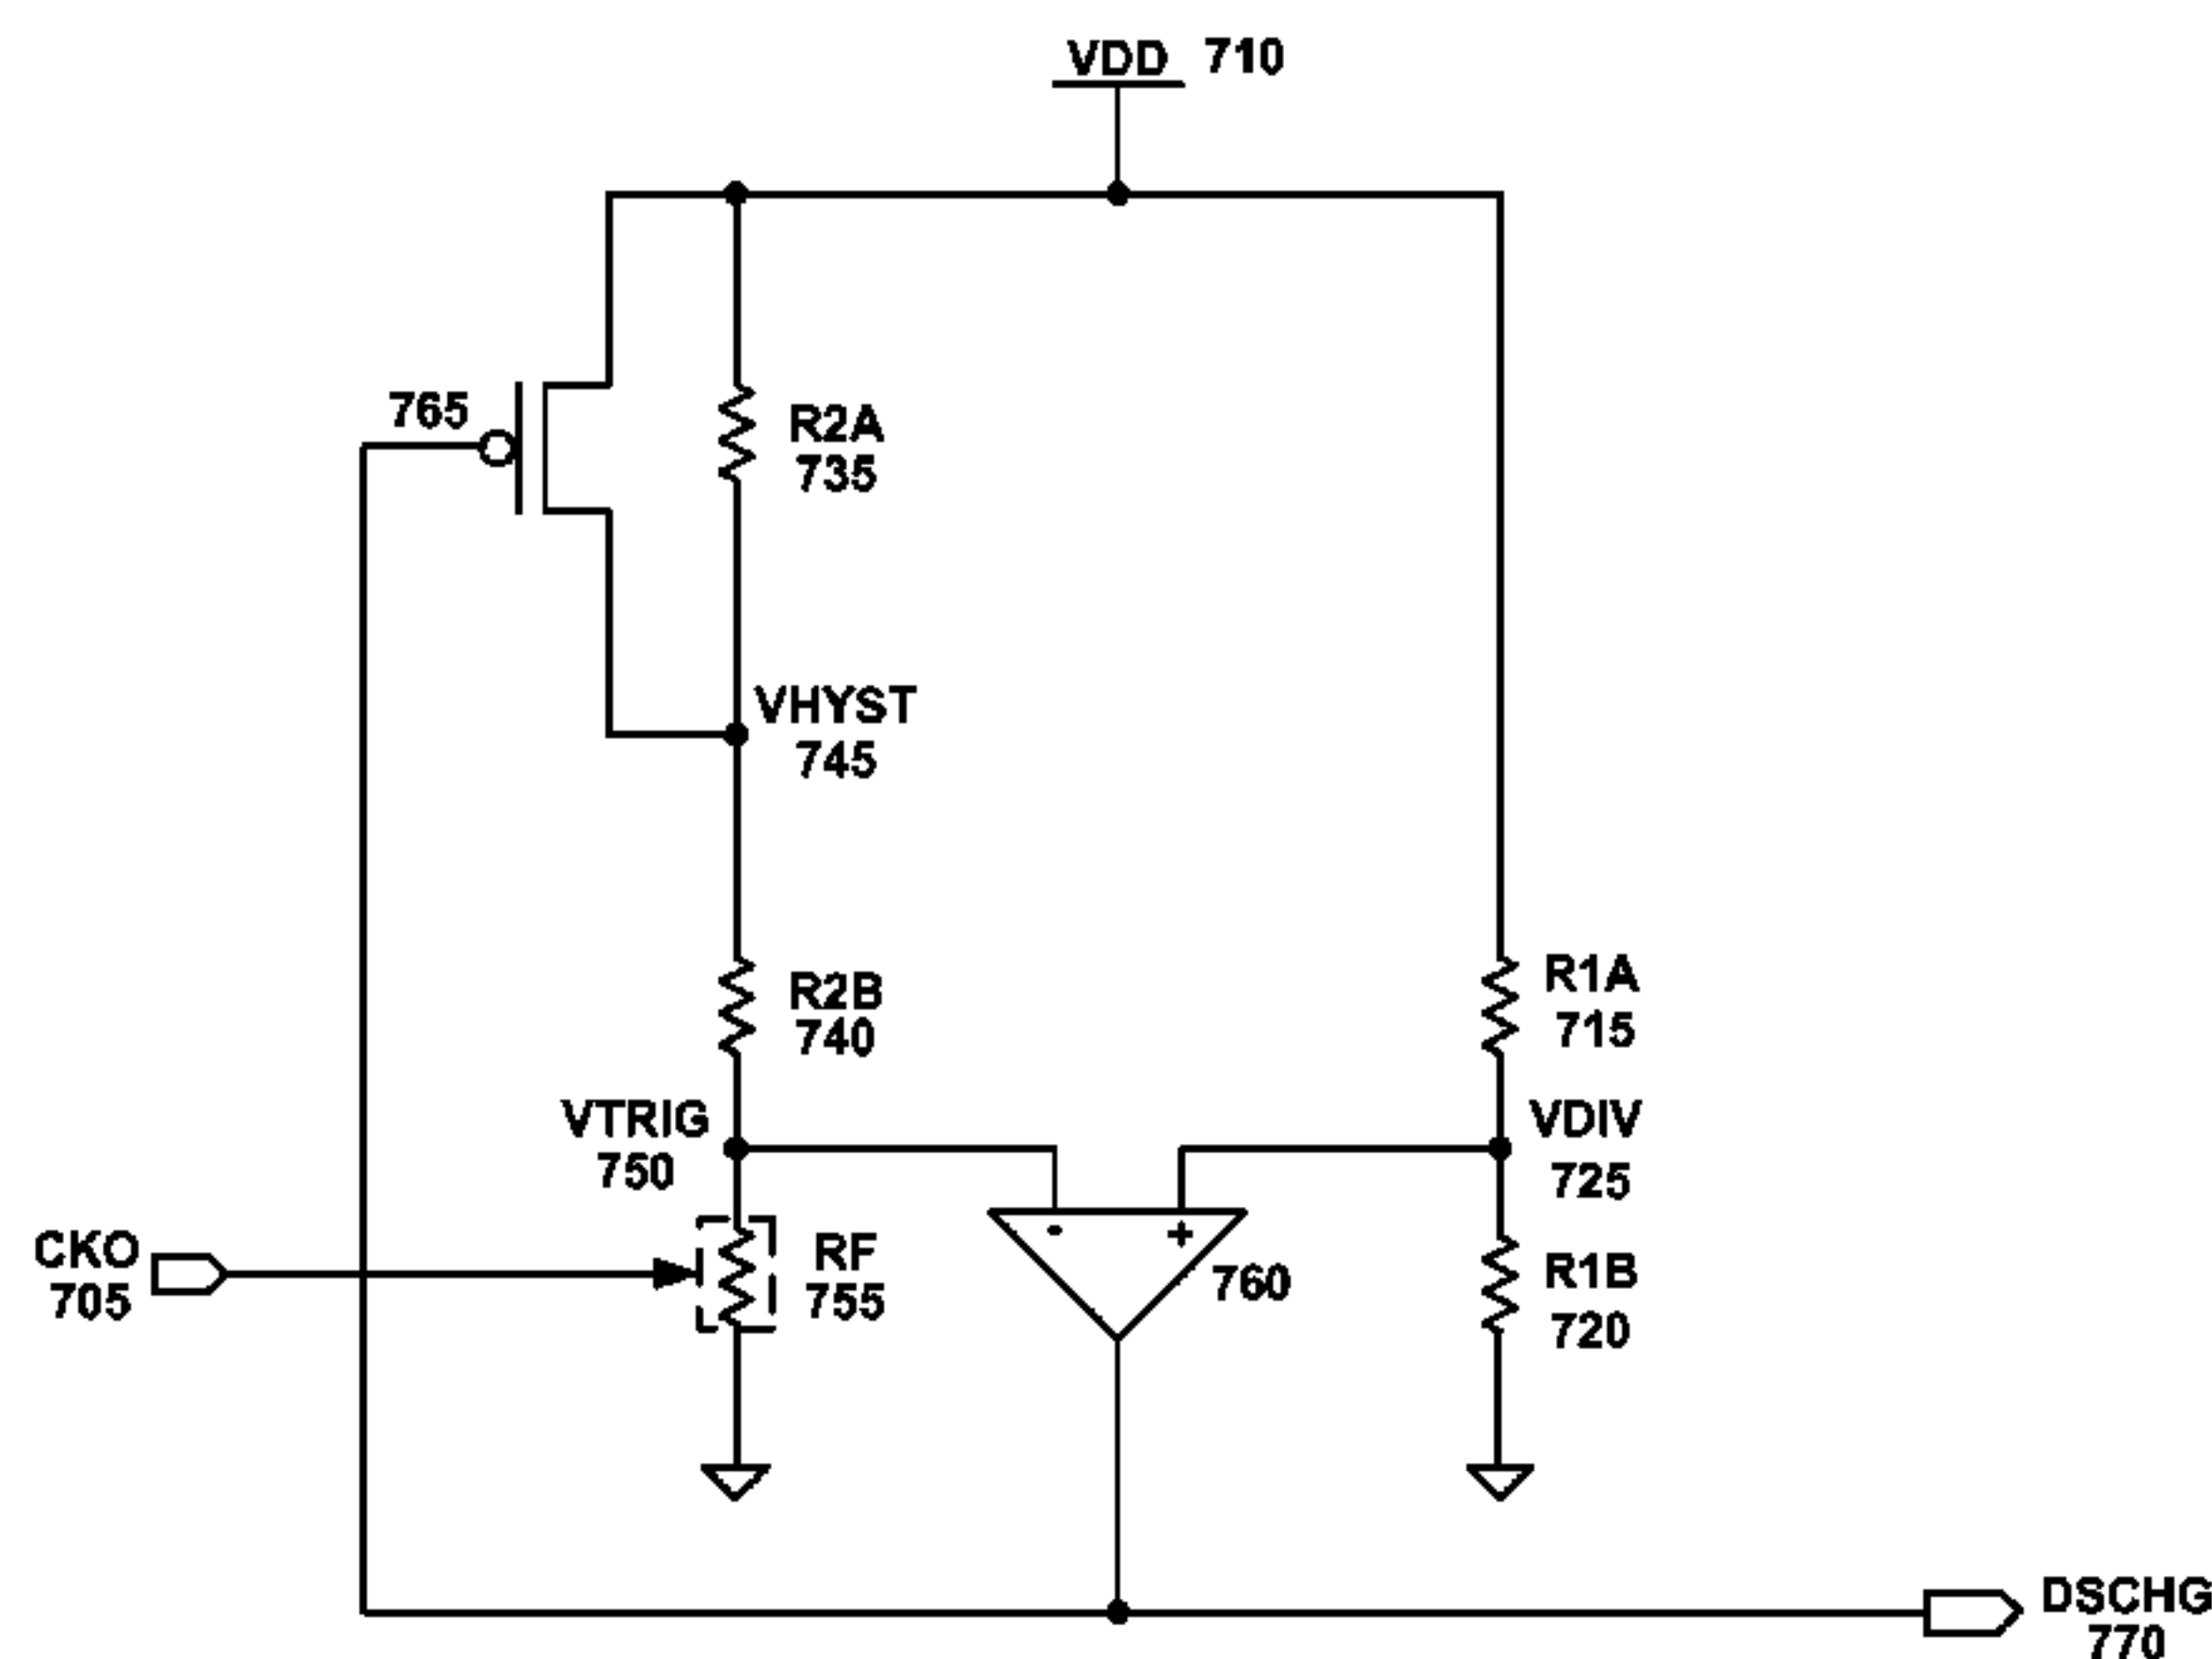 VDD 710
765
R2A
735
VHYST
745
R2B
740
R1A
715
VTRIG
750
VDIV
725
CKO
705
RF
755
- +
760
R1B
720
DSCHG
770